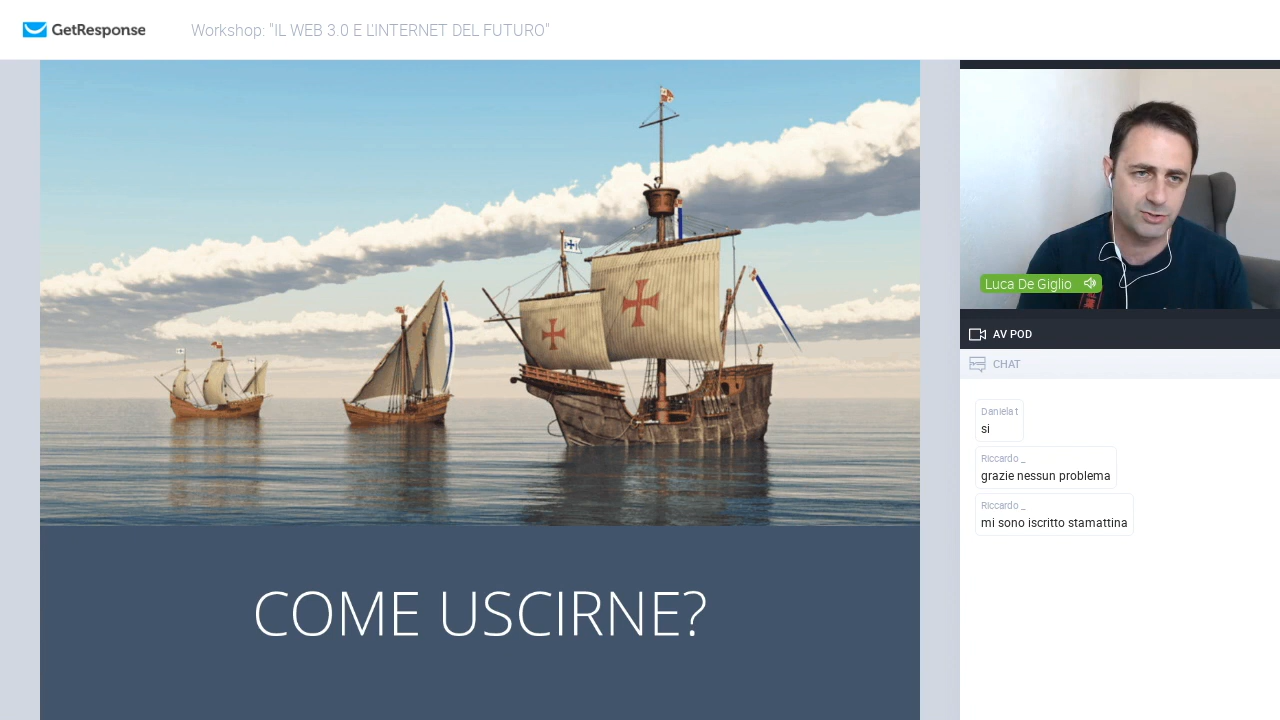 GetResponse
Workshop: "IL WEB 3.0 E L'INTERNET DEL FUTURO"
COME USCIRNE?
Luca De Giglio
AV POD
CHAT
Daniela t
si
Riccardo _
grazie nessun problema
Riccardo _
mi sono iscritto stamattina